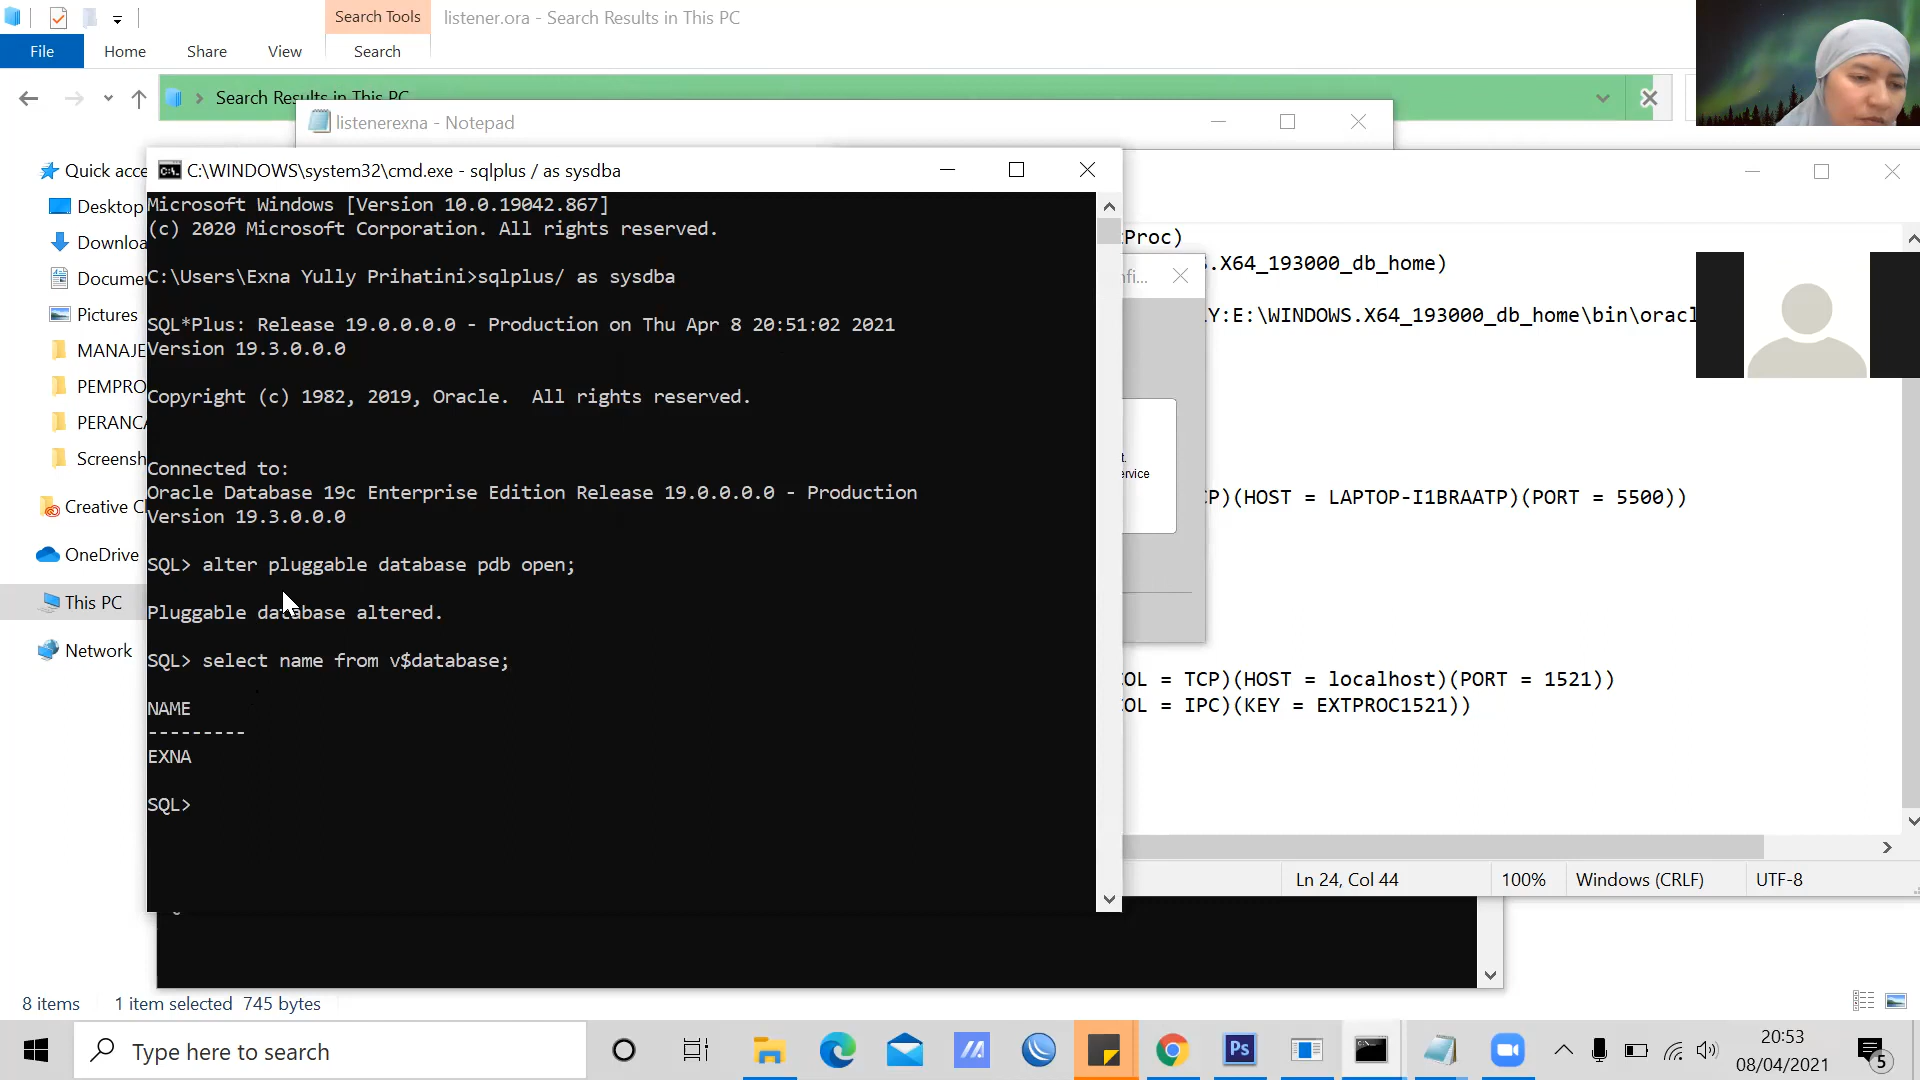 Search Tools
listener.ora - Search Results in This PC
File
Home
Share
View
Search
Search Results in This PC
listenerexna - Notepad
Quick acce
Desktop
Downloa
Docume
Pictures
MANAJE
PEMPRO
PERANCA
Screensh
Creative C
OneDrive
This PC
Network
C:\WINDOWS\system32\cmd.exe - sqlplus / as sysdba
Microsoft Windows [Version 10.0.19042.867]
(c) 2020 Microsoft Corporation. All rights reserved.
C:\Users\Exna Yully Prihatini>sqlplus/ as sysdba
SQL*Plus: Release 19.0.0.0.0 - Production on Thu Apr 8 20:51:02 2021
Version 19.3.0.0.0
Copyright (c) 1982, 2019, Oracle.  All rights reserved.
Connected to:
Oracle Database 19c Enterprise Edition Release 19.0.0.0.0 - Production
Version 19.3.0.0.0
SQL> alter pluggable database pdb open;
Pluggable database altered.
SQL> select name from v$database;
NAME
---------
EXNA
SQL>
Proc)
.X64_193000_db_home)
Y:E:\WINDOWS.X64_193000_db_home\bin\oracl
nfi...
t.
ervice
P)(HOST = LAPTOP-I1BRAATP)(PORT = 5500))
OL = TCP)(HOST = localhost)(PORT = 1521))
OL = IPC)(KEY = EXTPROC1521))
Ln 24, Col 44
100%
Windows (CRLF)
UTF-8
8 items
1 item selected 745 bytes
Type here to search
Ps
20:53
08/04/2021
5